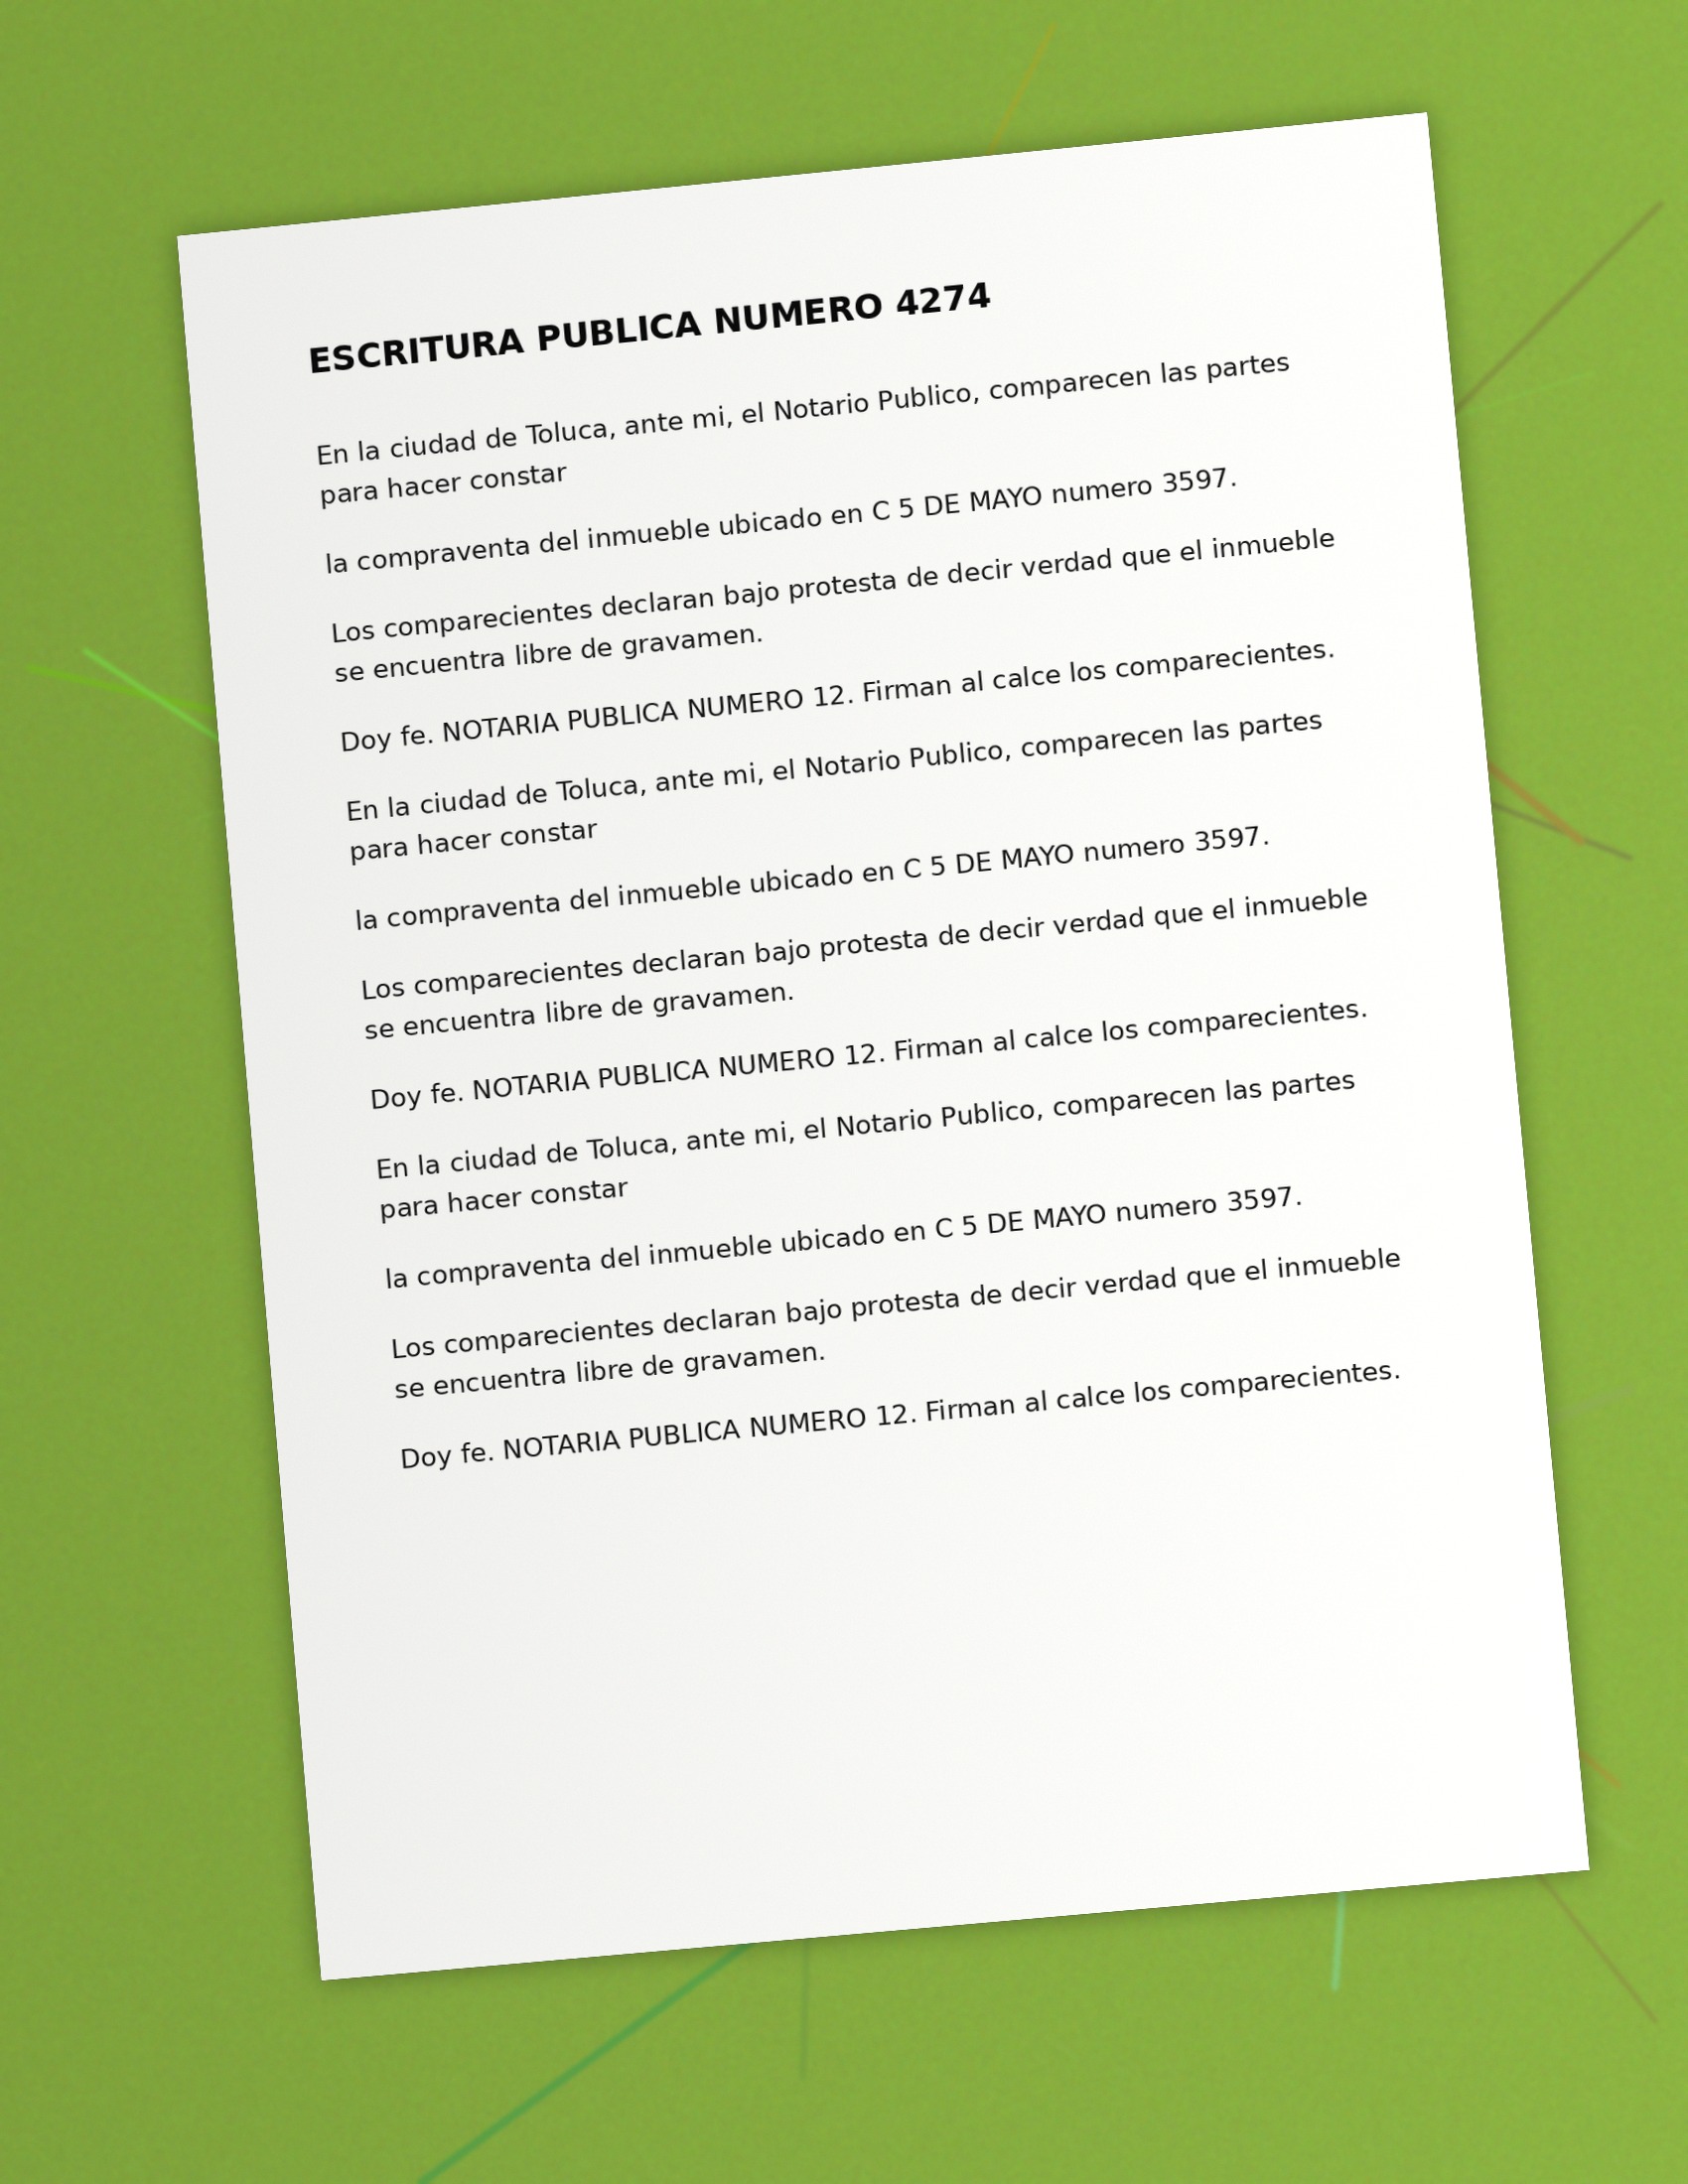 ESCRITURA PUBLICA NUMERO 4274
En la ciudad de Toluca, ante mi, el Notario Publico, comparecen las partes
para hacer constar
la compraventa del inmueble ubicado en C 5 DE MAYO numero 3597.
Los comparecientes declaran bajo protesta de decir verdad que el inmueble
se encuentra libre de gravamen.
Doy fe. NOTARIA PUBLICA NUMERO 12. Firman al calce los comparecientes.
En la ciudad de Toluca, ante mi, el Notario Publico, comparecen las partes
para hacer constar
la compraventa del inmueble ubicado en C 5 DE MAYO numero 3597.
Los comparecientes declaran bajo protesta de decir verdad que el inmueble
se encuentra libre de gravamen.
Doy fe. NOTARIA PUBLICA NUMERO 12. Firman al calce los comparecientes.
En la ciudad de Toluca, ante mi, el Notario Publico, comparecen las partes
para hacer constar
la compraventa del inmueble ubicado en C 5 DE MAYO numero 3597.
Los comparecientes declaran bajo protesta de decir verdad que el inmueble
se encuentra libre de gravamen.
Doy fe. NOTARIA PUBLICA NUMERO 12. Firman al calce los comparecientes.